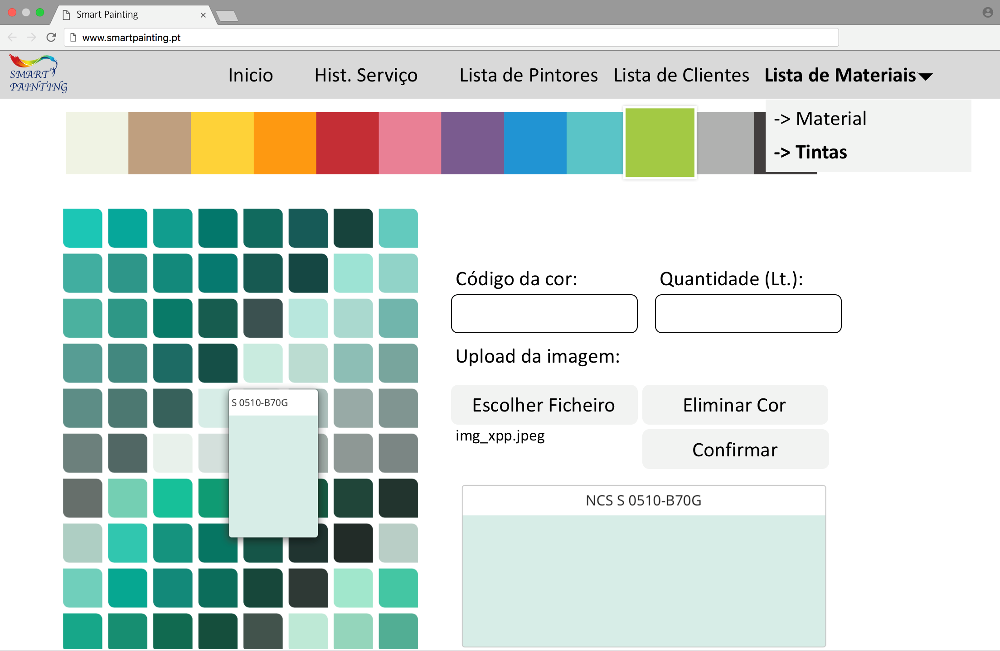 Smart Painting
www.smartpainting.pt
SMART
PAINTING
Inicio
Hist. Serviço
Lista de Pintores
Lista de Clientes
Lista de Materiais
-> Material
-> Tintas
Código da cor:
Quantidade (Lt.):
Upload da imagem:
S 0510-B70G
Escolher Ficheiro
Eliminar Cor
img_xpp.jpeg
Confirmar
NCS S 0510-B70G